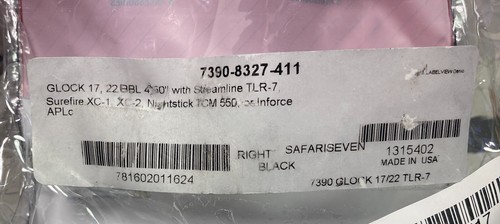 7390-8327-411
LABELVIEW Demo
GLOCK 17, 22 BBL 4.50" with Streamline TLR-7,
Surefire XC-1, XC-2, Nightstick TCM 550, or Inforce
APLc
RIGHT SAFARISEVEN
BLACK
1315402
MADE IN USA
781602011624
7390 GLOCK 17/22 TLR-7